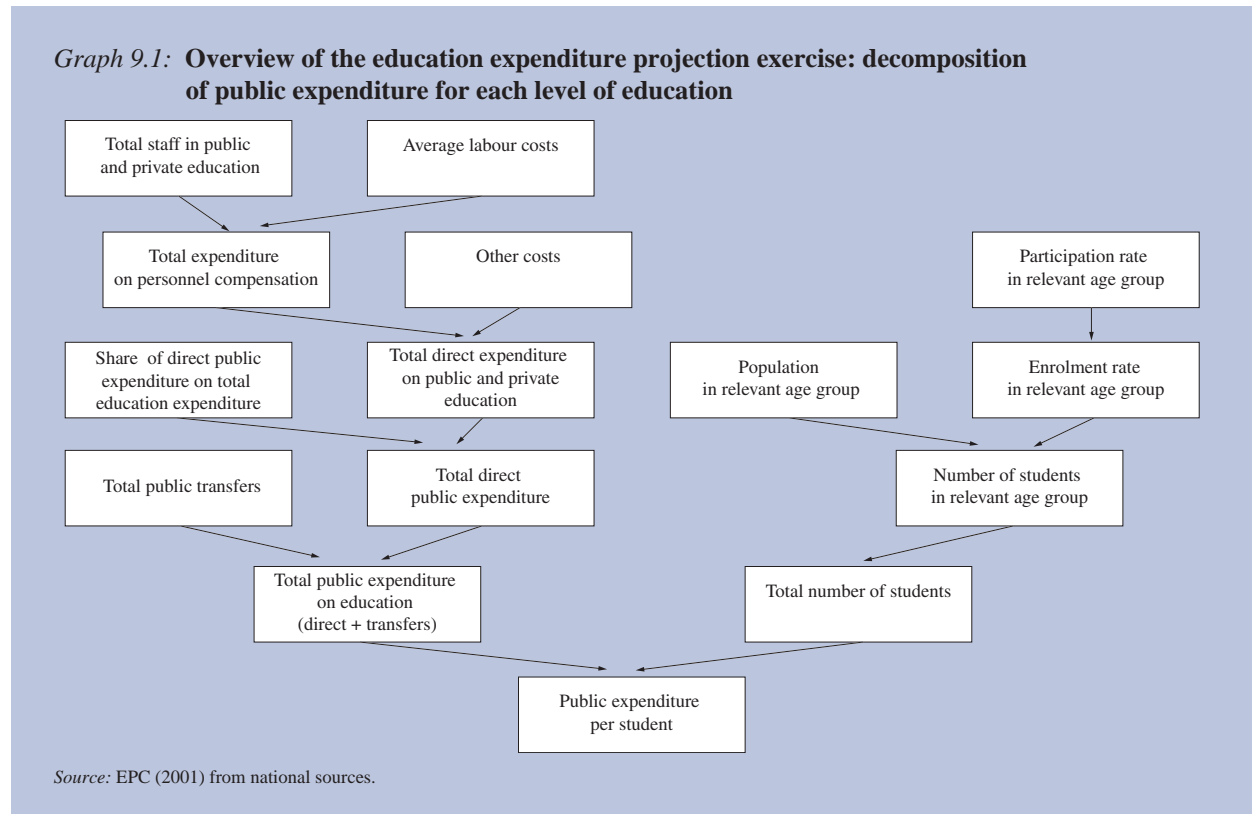 Graph 9.1: Overview of the education expenditure projection exercise: decomposition
of public expenditure for each level of education
Total staff in public
and private education
Average labour costs
Total expenditure
on personnel compensation
Other costs
Participation rate
in relevant age group
Share of direct public
expenditure on total
education expenditure
Total direct expenditure
on public and private
education
Population
in relevant age group
Enrolment rate
in relevant age group
Total public transfers
Total direct
public expenditure
Number of students
in relevant age group
Total public expenditure
on education
(direct + transfers)
Total number of students
Public expenditure
per student
Source: EPC (2001) from national sources.